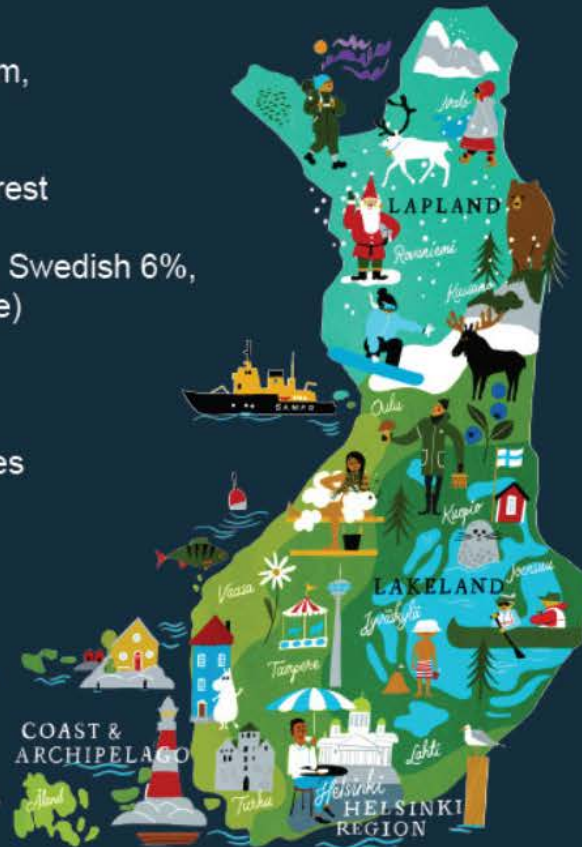 m,
rest
Swedish 6%,
e)
es
Ivalo
LAPLAND
Rovaniemi
Kuusamo
SAMPO
Oulu
Kuopio
Joensuu
Vaasa
LAKELAND
Jyväskylä
Tampere
COAST &
ARCHIPELAGO
Lahti
Åland
Turku
Helsinki
HELSINKI
REGION